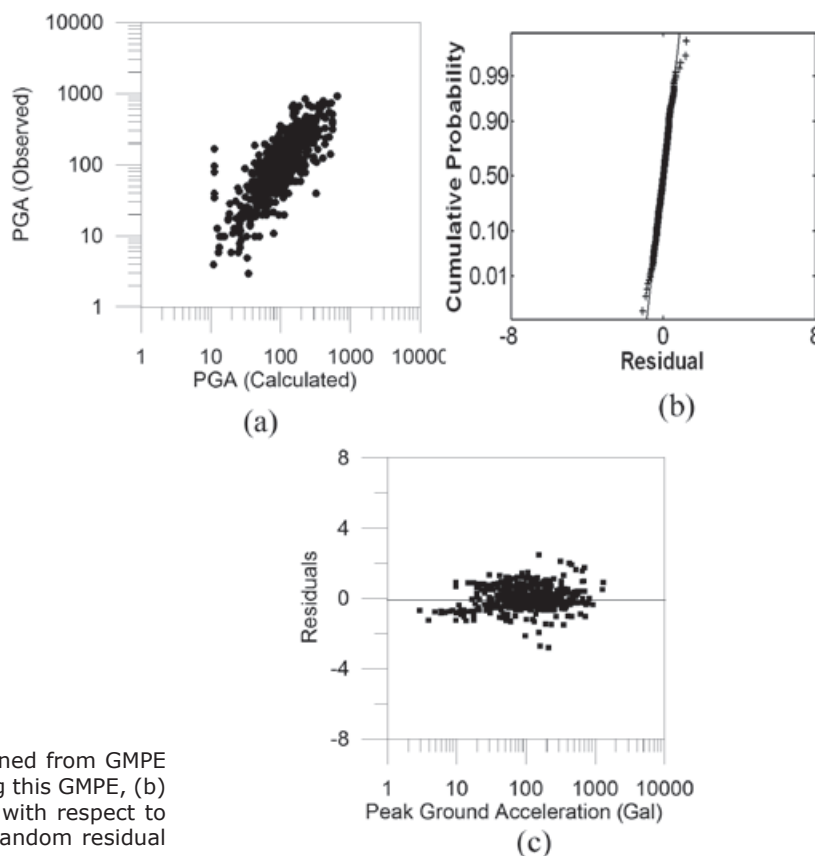 10000
1000
100
10
1
PGA (Observed)
1
10
100
1000
10000
PGA (Calculated)
(a)
0.99
0.90
0.50
0.10
0.01
Cumulative Probability
-8
0
8
Residual
(b)
8
4
0
-4
-8
Residuals
1
10
100
1000
10000
Peak Ground Acceleration (Gal)
(c)
ned from GMPE
g this GMPE, (b)
with respect to
andom residual